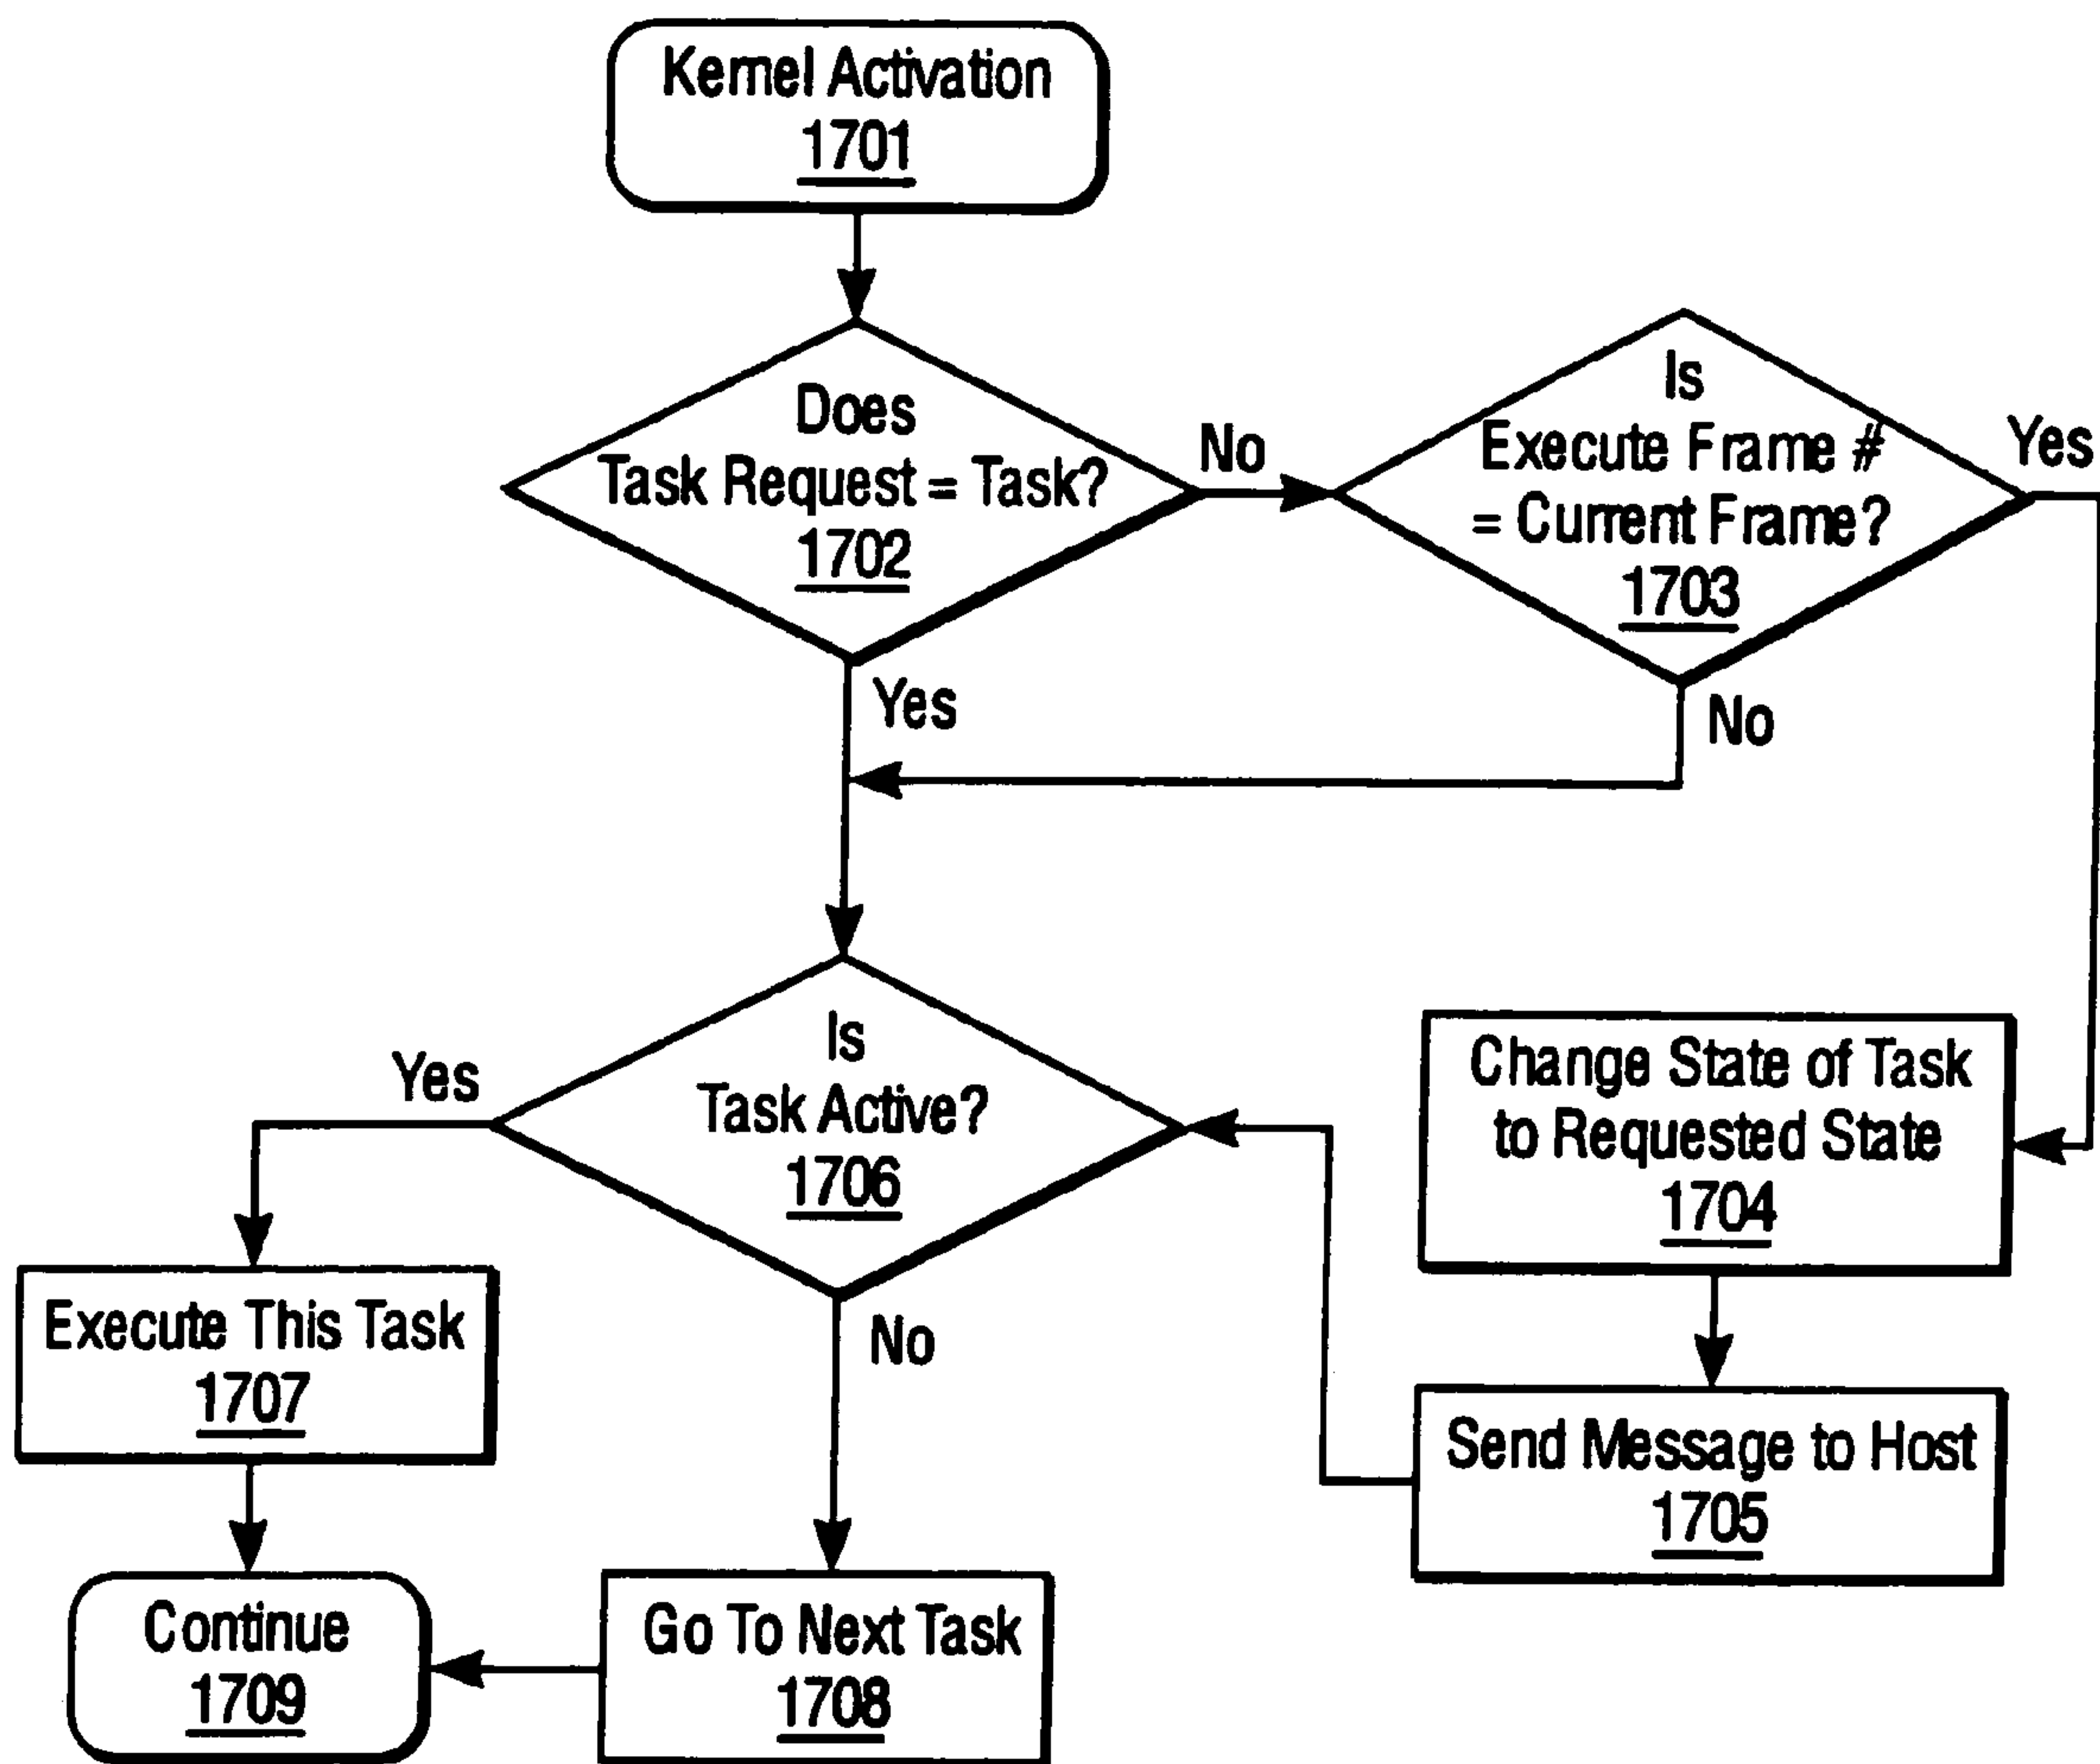 Kernel Activation
1701
Does
Task Request = Task?
1702
No
Is
Execute Frame #
= Current Frame?
1703
Yes
Yes
No
Is
Task Active?
1706
Yes
Change State of Task
to Requested State
1704
Execute This Task
1707
No
Send Message to Host
1705
Continue
1709
Go To Next Task
1708